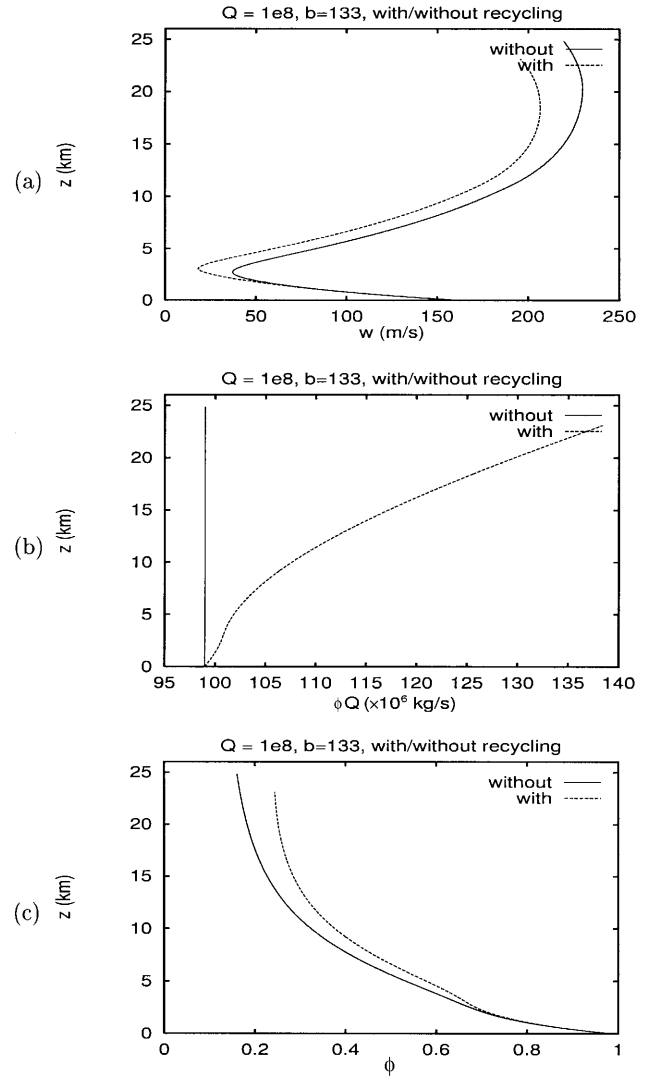 Q = 1e8, b=133, with/without recycling
25
20
15
10
5
0
z (km)
(a)
without
with
0 50 100 150 200 250
w (m/s)
Q = 1e8, b=133, with/without recycling
25
20
15
10
5
0
z (km)
(b)
without
with
95 100 105 110 115 120 125 130 135 140
ϕQ (×10⁶ kg/s)
Q = 1e8, b=133, with/without recycling
25
20
15
10
5
0
z (km)
(c)
without
with
0 0.2 0.4 0.6 0.8 1
ϕ